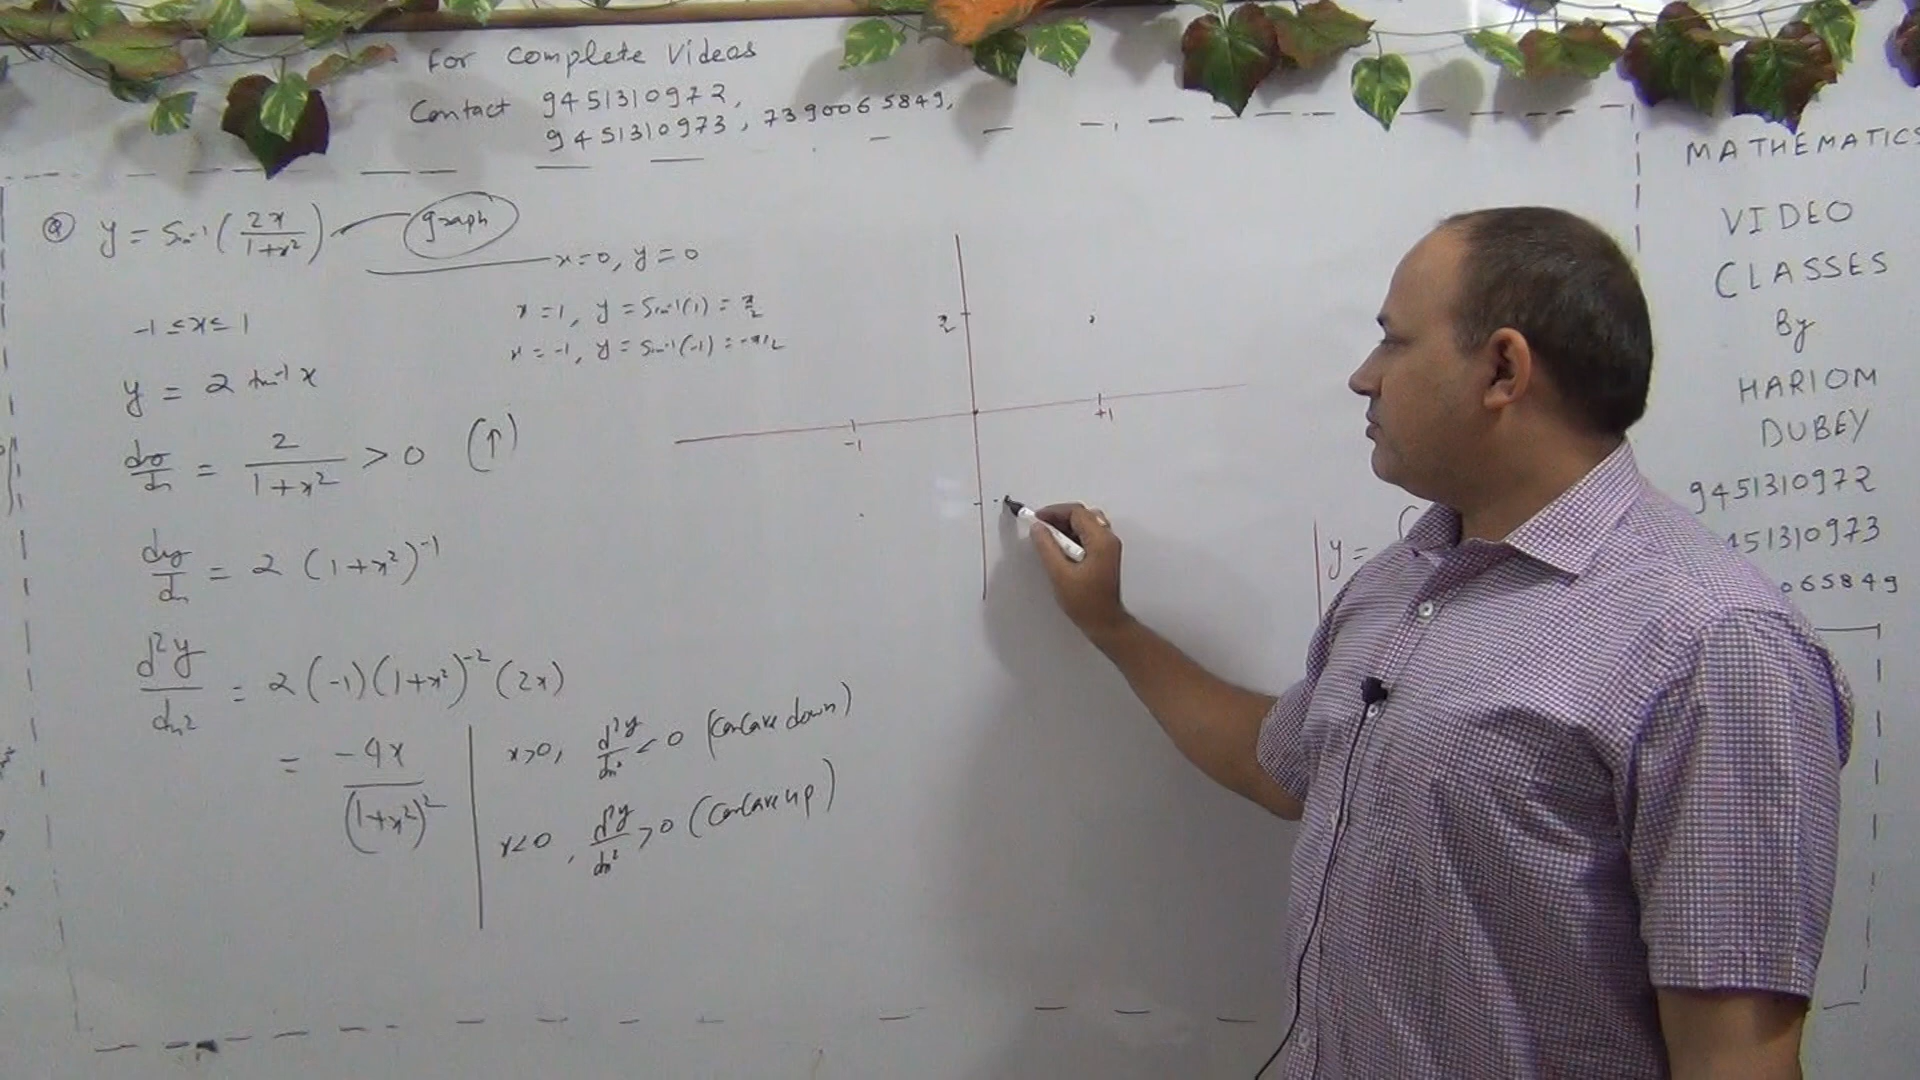 For Complete Videos
Contact 9451310972,
9451310973, 7390065849,
Q y = Sin-1 (2x/1+x²) graph
x=0, y=0
x=1, y = Sin-1(1) = π/2
x=-1, y = Sin-1(-1) = -π/2
-1 ≤ x ≤ 1
y = 2 tan-1 x
dy/dx = 2/1+x² > 0 (↑)
dy/dx = 2 (1+x²)-1
d²y/dx² = 2(-1)(1+x²)-2 (2x)
= -4x/(1+x²)²
x>0, d²y/dx² < 0 (Concave down)
x<0, d²y/dx² > 0 (Concave up)
π/2
-1
+1
-
y =
MATHEMATICS
VIDEO
CLASSES
By
HARIOM
DUBEY
9451310972
451310973
065849